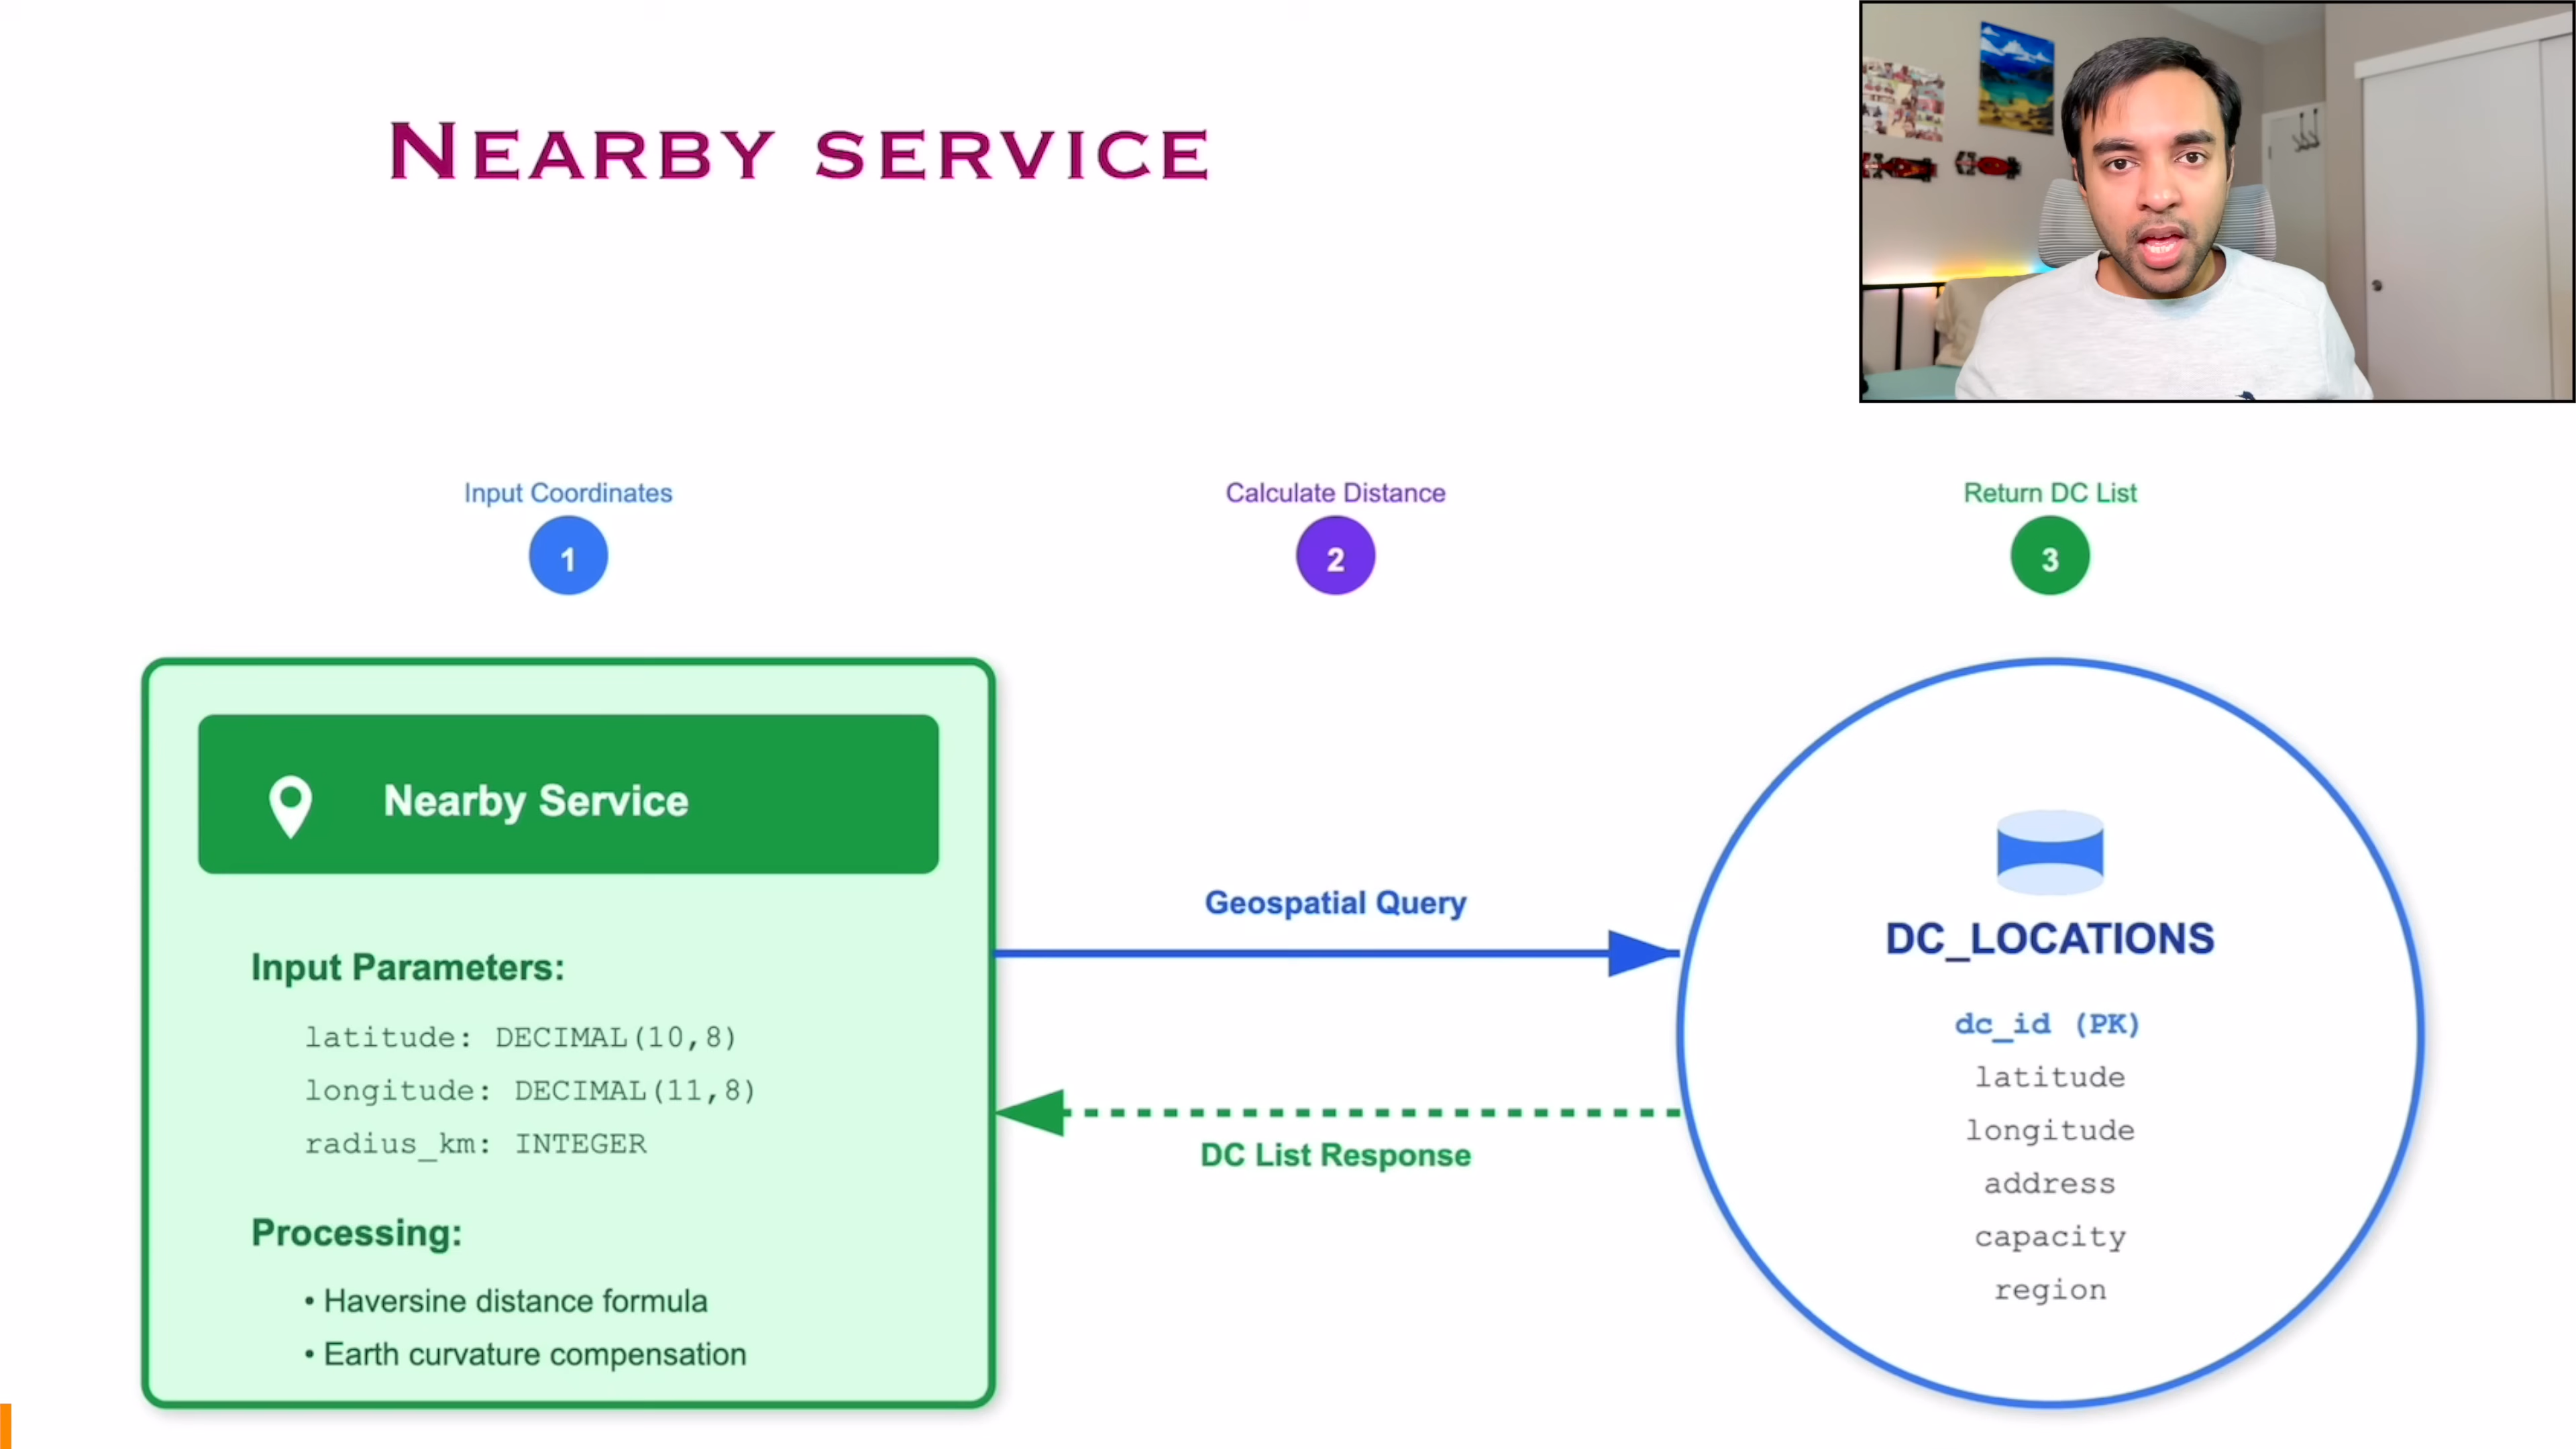 NEARBY SERVICE
Input Coordinates
1
Calculate Distance
2
Return DC List
3
Nearby Service
Input Parameters:
latitude: DECIMAL(10,8)
longitude: DECIMAL(11,8)
radius_km: INTEGER
Processing:
• Haversine distance formula
• Earth curvature compensation
Geospatial Query
DC List Response
DC_LOCATIONS
dc_id (PK)
latitude
longitude
address
capacity
region